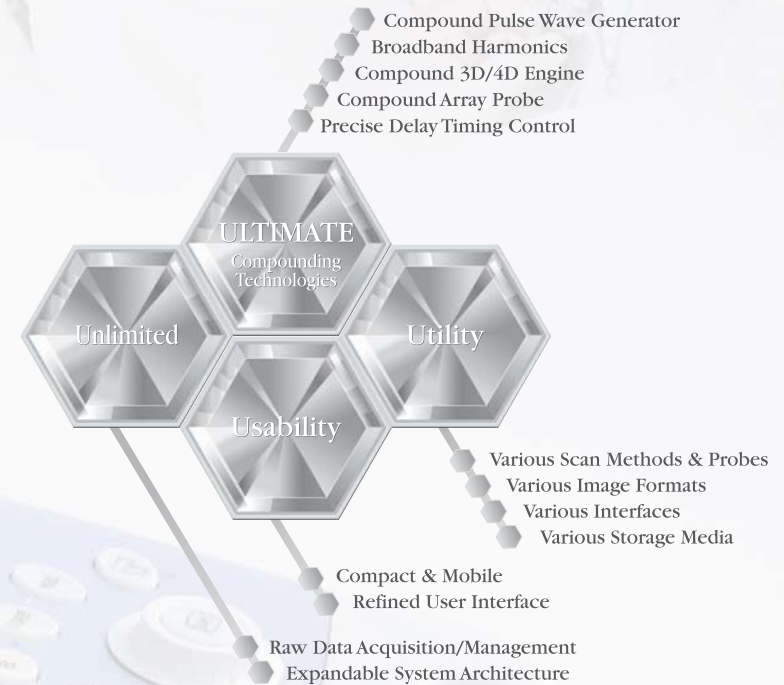 Compound Pulse Wave Generator
Broadband Harmonics
Compound 3D/4D Engine
Compound Array Probe
Precise Delay Timing Control
ULTIMATE
Compounding
Technologies
Unlimited
Utility
Usability
Various Scan Methods & Probes
Various Image Formats
Various Interfaces
Various Storage Media
Compact & Mobile
Refined User Interface
Raw Data Acquisition/Management
Expandable System Architecture